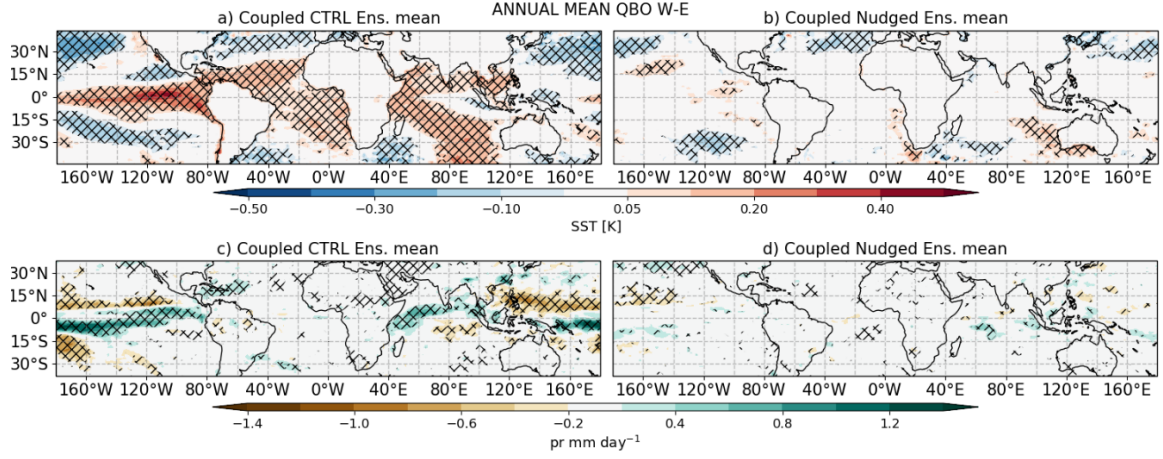 ANNUAL MEAN QBO W-E
a) Coupled CTRL Ens. mean
b) Coupled Nudged Ens. mean
30°N
15°N
0°
15°S
30°S
160°W 120°W 80°W 40°W 0°W 40°E 80°E 120°E 160°E
160°W 120°W 80°W 40°W 0°W 40°E 80°E 120°E 160°E
−0.50 −0.30 −0.10 0.05 0.20 0.40
SST [K]
c) Coupled CTRL Ens. mean
d) Coupled Nudged Ens. mean
30°N
15°N
0°
15°S
30°S
160°W 120°W 80°W 40°W 0°W 40°E 80°E 120°E 160°E
160°W 120°W 80°W 40°W 0°W 40°E 80°E 120°E 160°E
−1.4 −1.0 −0.6 −0.2 0.4 0.8 1.2
pr mm day⁻¹